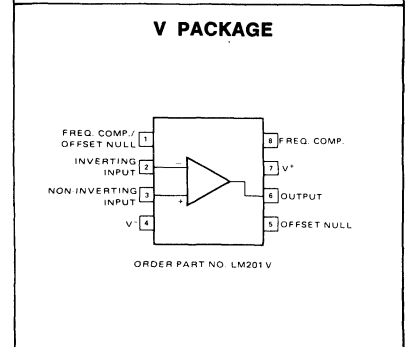 V PACKAGE
FREQ. COMP./
OFFSET NULL 1
8 FREQ. COMP.
INVERTING
INPUT 2 −
7 V+
NON-INVERTING
INPUT 3 +
6 OUTPUT
V- 4
5 OFFSET NULL
ORDER PART NO. LM201V